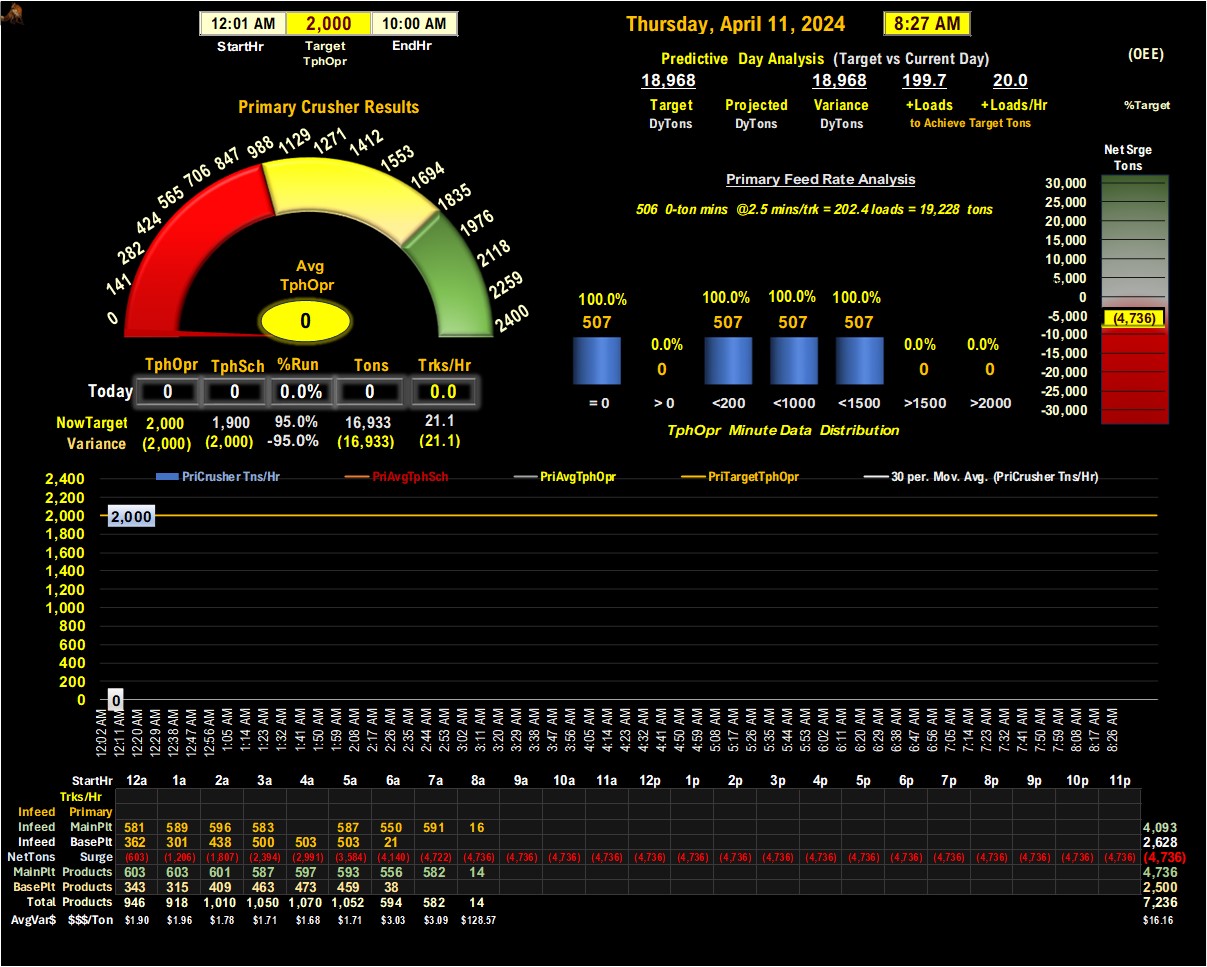 12:01 AM 2,000 10:00 AM
StartHr Target TphOpr EndHr
Thursday, April 11, 2024 8:27 AM
Predictive Day Analysis (Target vs Current Day)
(OEE)
18,968 18,968 199.7 20.0
Target Projected Variance +Loads +Loads/Hr
%Target
DyTons DyTons DyTons to Achieve Target Tons
Primary Crusher Results
0 141 282 424 565 706 847 988 1129 1271 1412 1553 1694 1835 1976 2118 2259 2400
Avg
TphOpr
0
Primary Feed Rate Analysis
506 0-ton mins @2.5 mins/trk = 202.4 loads = 19,228 tons
Net Srge
Tons
30,000
25,000
20,000
15,000
10,000
5,000
0
-5,000 (4,736)
-10,000
-15,000
-20,000
-25,000
-30,000
100.0% 100.0% 100.0% 100.0%
507 507 507 507
0.0% 0.0% 0.0%
0 0 0
= 0 > 0 <200 <1000 <1500 >1500 >2000
TphOpr Minute Data Distribution
TphOpr TphSch %Run Tons Trks/Hr
Today 0 0 0.0% 0 0.0
NowTarget 2,000 1,900 95.0% 16,933 21.1
Variance (2,000) (2,000) -95.0% (16,933) (21.1)
PriCrusher Tns/Hr PriAvgTphSch PriAvgTphOpr PriTargetTphOpr 30 per. Mov. Avg. (PriCrusher Tns/Hr)
2,400
2,200
2,000 2,000
1,800
1,600
1,400
1,200
1,000
800
600
400
200
0 0
12:02 AM 12:11 AM 12:20 AM 12:29 AM 12:38 AM 12:47 AM 12:56 AM 1:05 AM 1:14 AM 1:23 AM 1:32 AM 1:41 AM 1:50 AM 1:59 AM 2:08 AM 2:17 AM 2:26 AM 2:35 AM 2:44 AM 2:53 AM 3:02 AM 3:11 AM 3:20 AM 3:29 AM 3:38 AM 3:47 AM 3:56 AM 4:05 AM 4:14 AM 4:23 AM 4:32 AM 4:41 AM 4:50 AM 4:59 AM 5:08 AM 5:17 AM 5:26 AM 5:35 AM 5:44 AM 5:53 AM 6:02 AM 6:11 AM 6:20 AM 6:29 AM 6:38 AM 6:47 AM 6:56 AM 7:05 AM 7:14 AM 7:23 AM 7:32 AM 7:41 AM 7:50 AM 7:59 AM 8:08 AM 8:17 AM 8:26 AM
StartHr 12a 1a 2a 3a 4a 5a 6a 7a 8a 9a 10a 11a 12p 1p 2p 3p 4p 5p 6p 7p 8p 9p 10p 11p
Trks/Hr
Infeed Primary
Infeed MainPlt 581 589 596 583 587 550 591 16 4,093
Infeed BasePlt 362 301 438 500 503 503 21 2,628
NetTons Surge (603) (1,206) (1,807) (2,394) (2,991) (3,584) (4,140) (4,722) (4,736) (4,736) (4,736) (4,736) (4,736) (4,736) (4,736) (4,736) (4,736) (4,736) (4,736) (4,736) (4,736) (4,736) (4,736) (4,736) (4,736)
MainPlt Products 603 603 601 587 597 593 556 582 14 4,736
BasePlt Products 343 315 409 463 473 459 38 2,500
Total Products 946 918 1,010 1,050 1,070 1,052 594 582 14 7,236
AvgVar$ $$$/Ton $1.90 $1.96 $1.78 $1.71 $1.68 $1.71 $3.03 $3.09 $128.57 $16.16